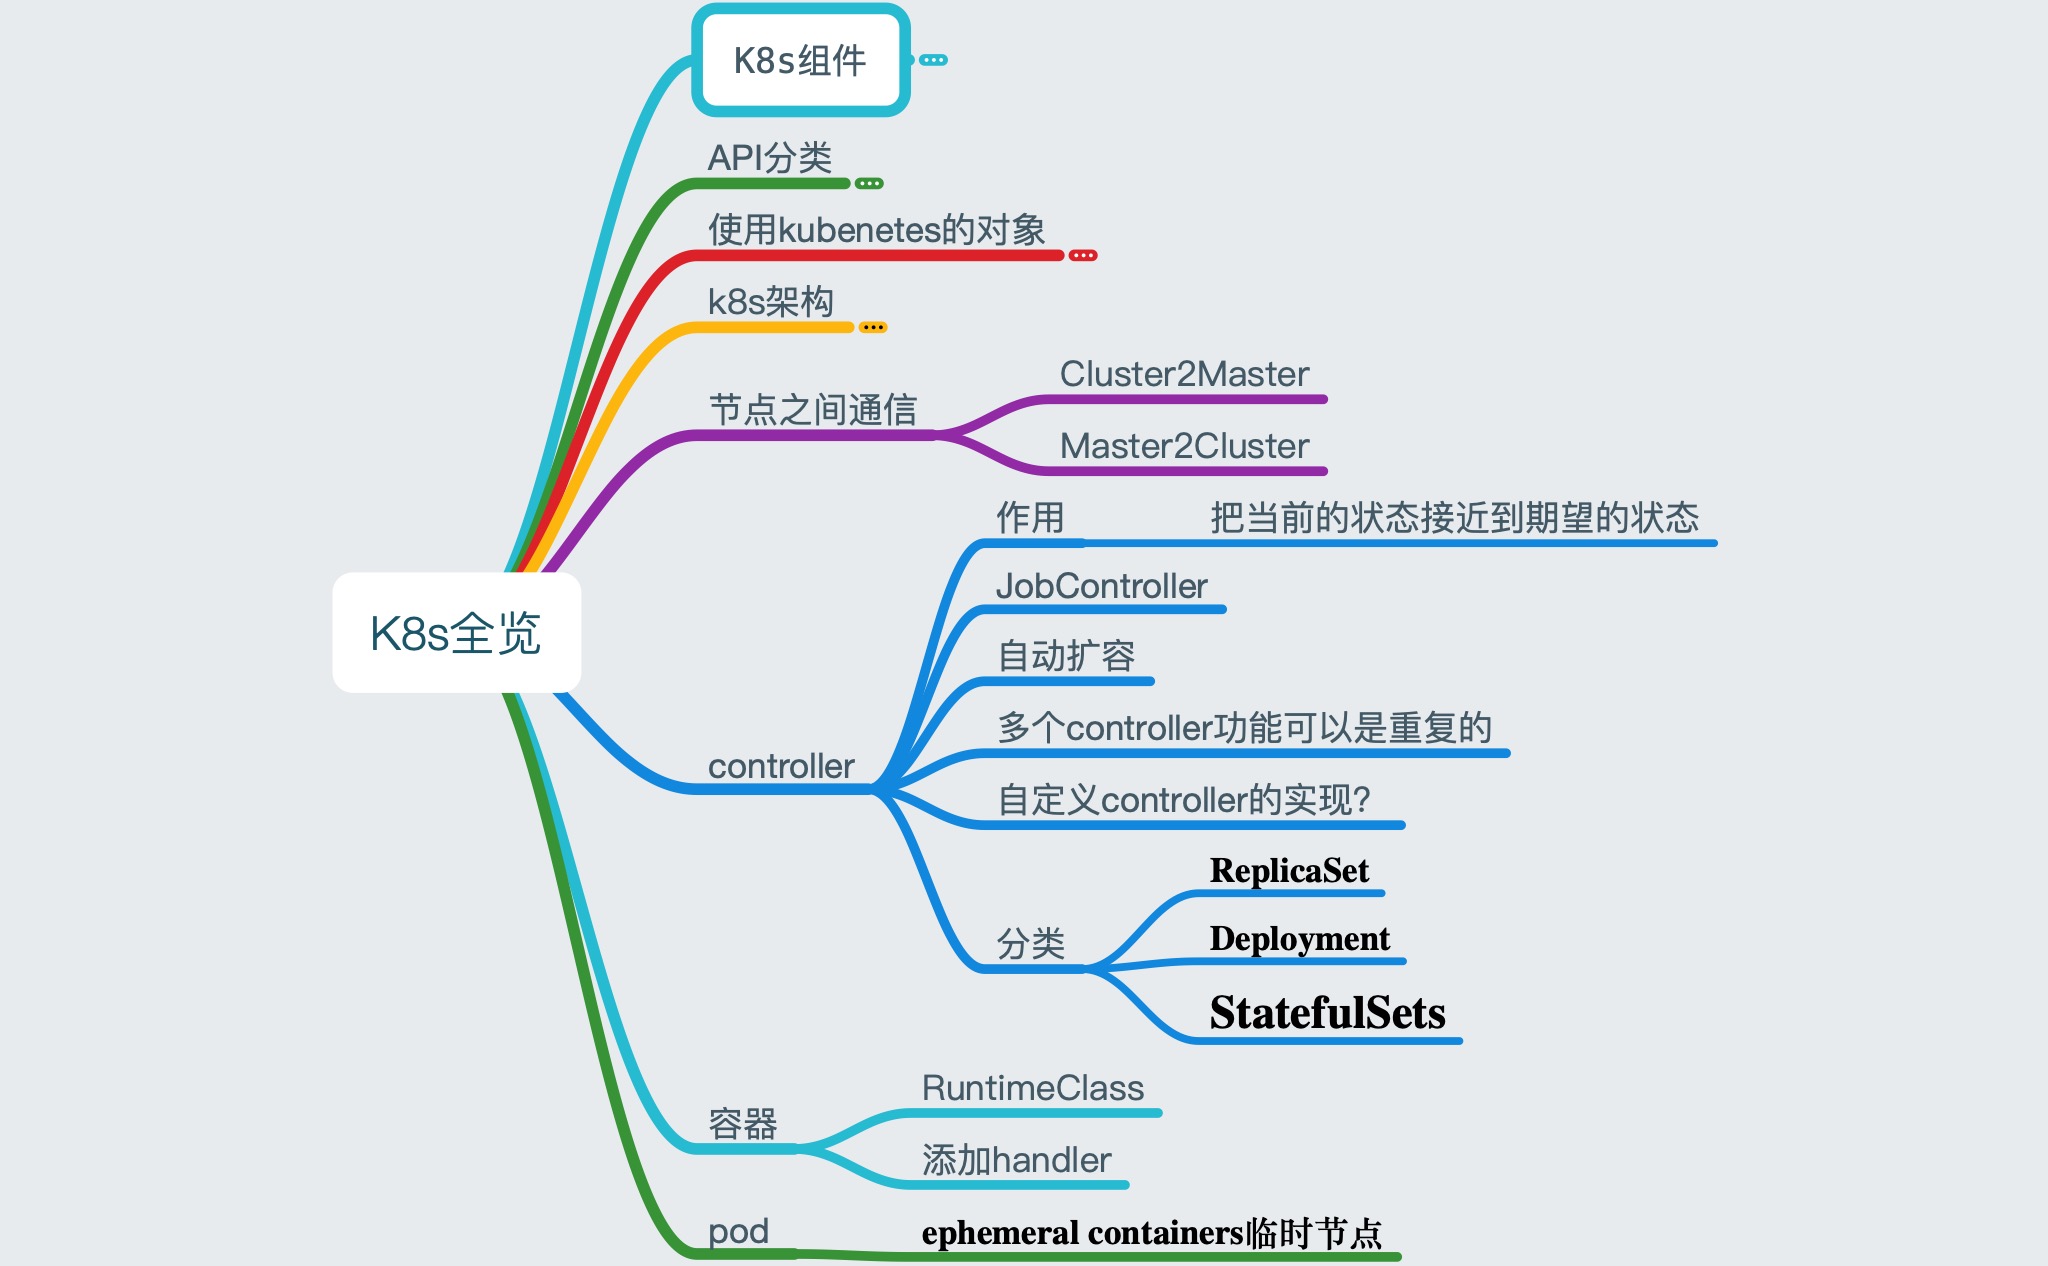 K8s组件
API分类
使用kubenetes的对象
k8s架构
节点之间通信
Cluster2Master
Master2Cluster
K8s全览
controller
作用
把当前的状态接近到期望的状态
JobController
自动扩容
多个controller功能可以是重复的
自定义controller的实现?
分类
ReplicaSet
Deployment
StatefulSets
容器
RuntimeClass
添加handler
pod
ephemeral containers临时节点